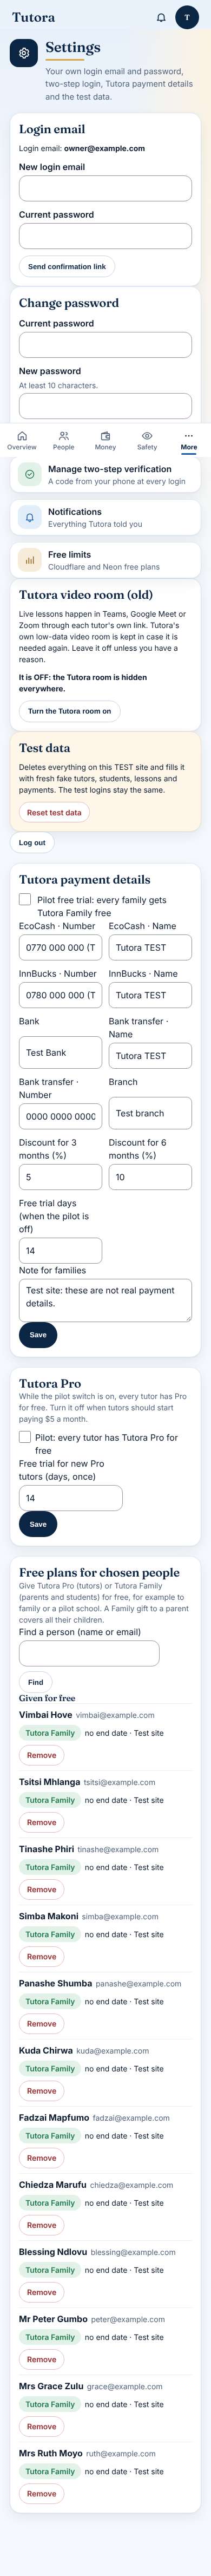 Tutora
T
Settings
Your own login email and password,
two-step login, Tutora payment details
and the test data.
Login email
Login email: owner@example.com
New login email
Current password
Send confirmation link
Change password
Current password
New password
At least 10 characters.
Overview
People
Money
Safety
More
Manage two-step verification
A code from your phone at every login
Notifications
Everything Tutora told you
Free limits
Cloudflare and Neon free plans
Tutora video room (old)
Live lessons happen in Teams, Google Meet or
Zoom through each tutor's own link. Tutora's
own low-data video room is kept in case it is
needed again. Leave it off unless you have a
reason.
It is OFF: the Tutora room is hidden
everywhere.
Turn the Tutora room on
Test data
Deletes everything on this TEST site and fills it
with fresh fake tutors, students, lessons and
payments. The test logins stay the same.
Reset test data
Log out
Tutora payment details
Pilot free trial: every family gets
Tutora Family free
EcoCash · Number
EcoCash · Name
0770 000 000 (T
Tutora TEST
InnBucks · Number
InnBucks · Name
0780 000 000 (T
Tutora TEST
Bank
Bank transfer ·
Name
Test Bank
Tutora TEST
Bank transfer ·
Number
Branch
0000 0000 0000
Test branch
Discount for 3
months (%)
Discount for 6
months (%)
5
10
Free trial days
(when the pilot is
off)
14
Note for families
Test site: these are not real payment
details.
Save
Tutora Pro
While the pilot switch is on, every tutor has Pro
for free. Turn it off when tutors should start
paying $5 a month.
Pilot: every tutor has Tutora Pro for
free
Free trial for new Pro
tutors (days, once)
14
Save
Free plans for chosen people
Give Tutora Pro (tutors) or Tutora Family
(parents and students) for free, for example to
family or a pilot school. A Family gift to a parent
covers all their children.
Find a person (name or email)
Find
Given for free
Vimbai Hove vimbai@example.com
Tutora Family no end date · Test site
Remove
Tsitsi Mhlanga tsitsi@example.com
Tutora Family no end date · Test site
Remove
Tinashe Phiri tinashe@example.com
Tutora Family no end date · Test site
Remove
Simba Makoni simba@example.com
Tutora Family no end date · Test site
Remove
Panashe Shumba panashe@example.com
Tutora Family no end date · Test site
Remove
Kuda Chirwa kuda@example.com
Tutora Family no end date · Test site
Remove
Fadzai Mapfumo fadzai@example.com
Tutora Family no end date · Test site
Remove
Chiedza Marufu chiedza@example.com
Tutora Family no end date · Test site
Remove
Blessing Ndlovu blessing@example.com
Tutora Family no end date · Test site
Remove
Mr Peter Gumbo peter@example.com
Tutora Family no end date · Test site
Remove
Mrs Grace Zulu grace@example.com
Tutora Family no end date · Test site
Remove
Mrs Ruth Moyo ruth@example.com
Tutora Family no end date · Test site
Remove